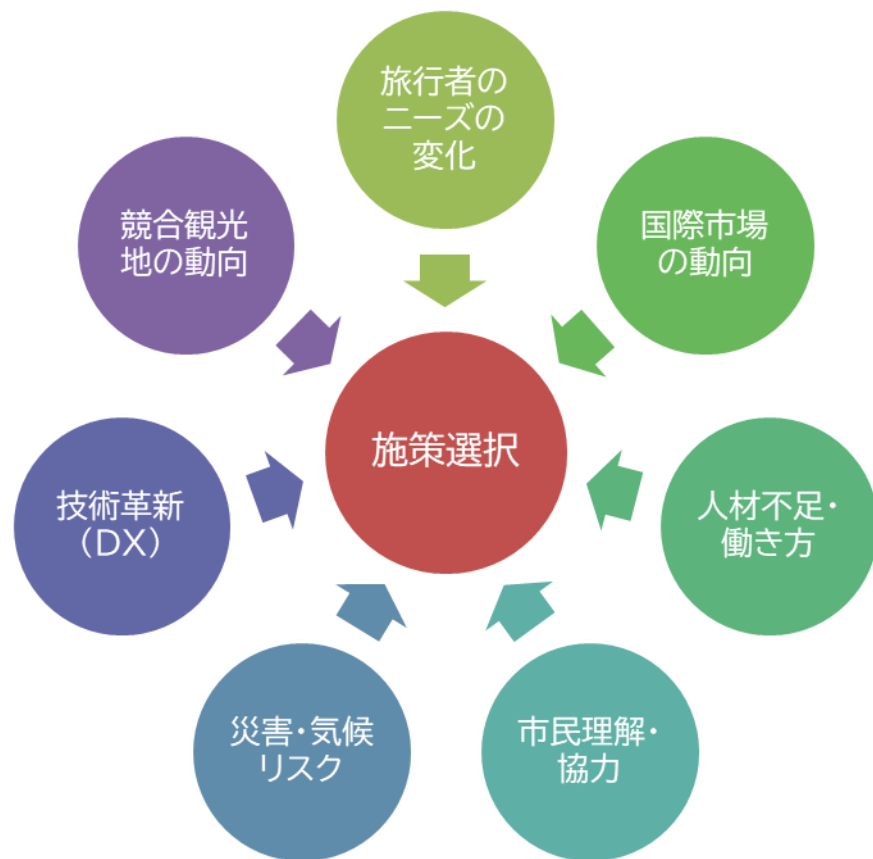 旅行者の
ニーズの
変化
国際市場
の動向
人材不足・
働き方
市民理解・
協力
災害・気候
リスク
技術革新
（DX）
競合観光
地の動向
施策選択